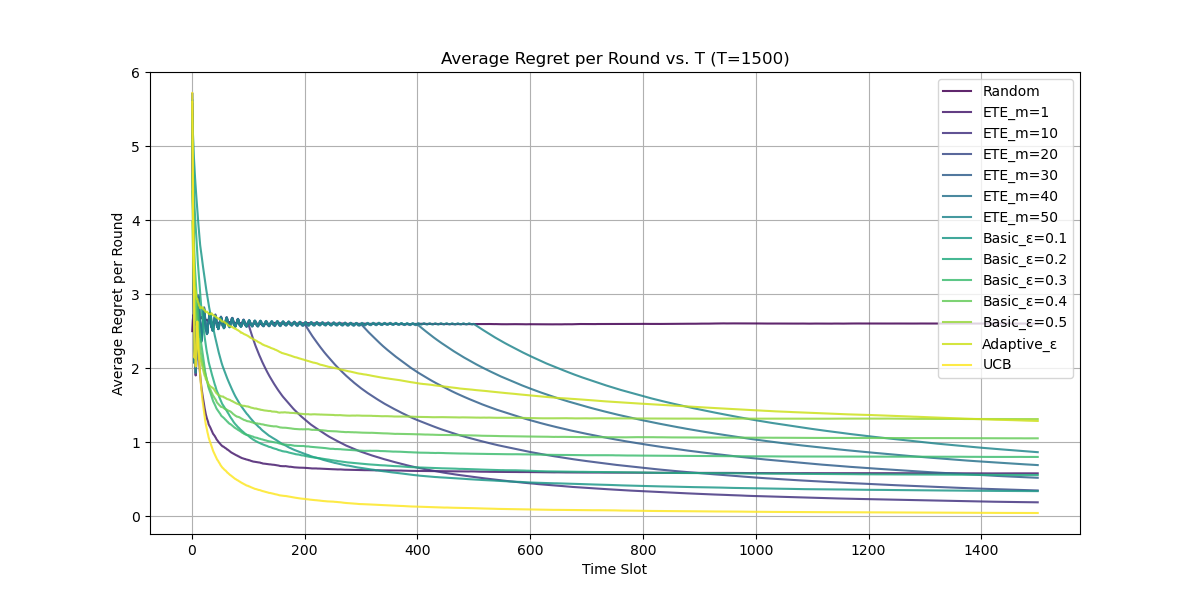 Average Regret per Round vs. T (T=1500)
Average Regret per Round
6
5
4
3
2
1
0
0 200 400 600 800 1000 1200 1400
Time Slot
Random
ETE_m=1
ETE_m=10
ETE_m=20
ETE_m=30
ETE_m=40
ETE_m=50
Basic_ε=0.1
Basic_ε=0.2
Basic_ε=0.3
Basic_ε=0.4
Basic_ε=0.5
Adaptive_ε
UCB